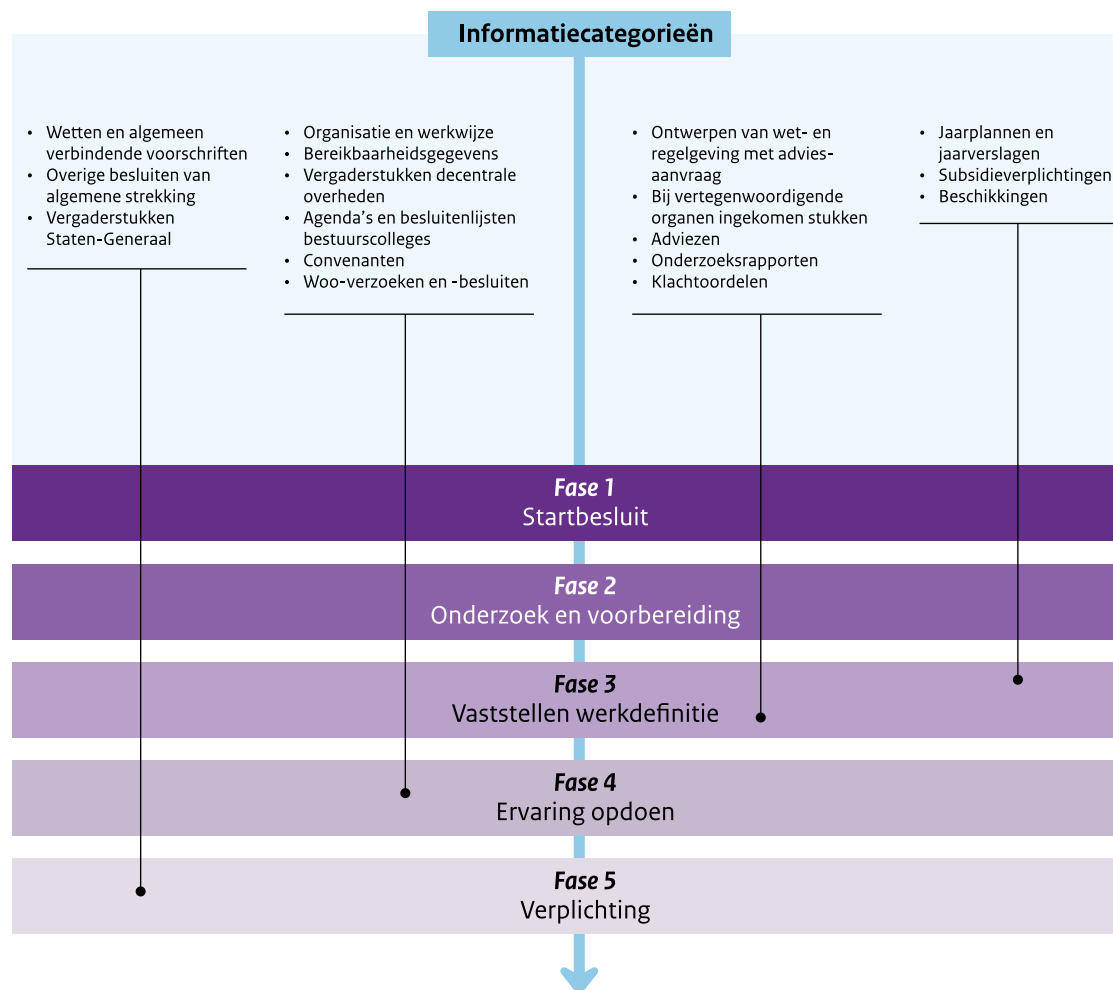 Informatiecategorieën
• Wetten en algemeen
verbindende voorschriften
• Overige besluiten van
algemene strekking
• Vergaderstukken
Staten-Generaal
• Organisatie en werkwijze
• Bereikbaarheidsgegevens
• Vergaderstukken decentrale
overheden
• Agenda's en besluitenlijsten
bestuurscolleges
• Convenanten
• Woo-verzoeken en -besluiten
• Ontwerpen van wet- en
regelgeving met advies-
aanvraag
• Bij vertegenwoordigende
organen ingekomen stukken
• Adviezen
• Onderzoeksrapporten
• Klachtoordelen
• Jaarplannen en
jaarverslagen
• Subsidieverplichtingen
• Beschikkingen
Fase 1
Startbesluit
Fase 2
Onderzoek en voorbereiding
Fase 3
Vaststellen werkdefinitie
Fase 4
Ervaring opdoen
Fase 5
Verplichting